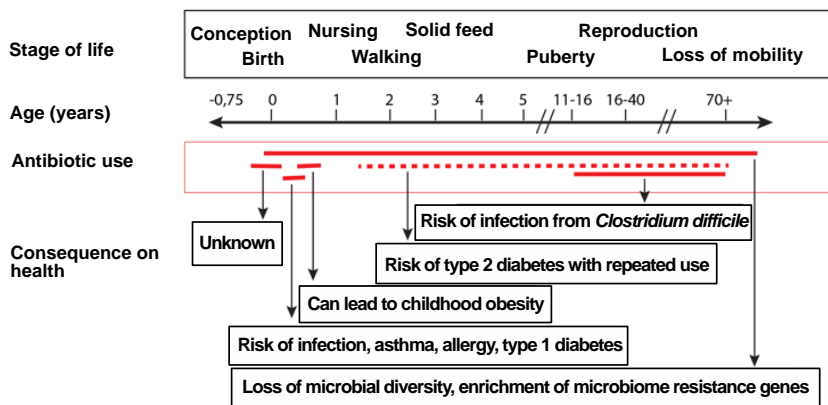 Stage of life
Conception
Birth
Nursing
Walking
Solid feed
Puberty
Reproduction
Loss of mobility
Age (years)
-0,75 0 1 2 3 4 5 11-16 16-40 70+
Antibiotic use
Consequence on
health
Unknown
Risk of infection from Clostridium difficile
Risk of type 2 diabetes with repeated use
Can lead to childhood obesity
Risk of infection, asthma, allergy, type 1 diabetes
Loss of microbial diversity, enrichment of microbiome resistance genes